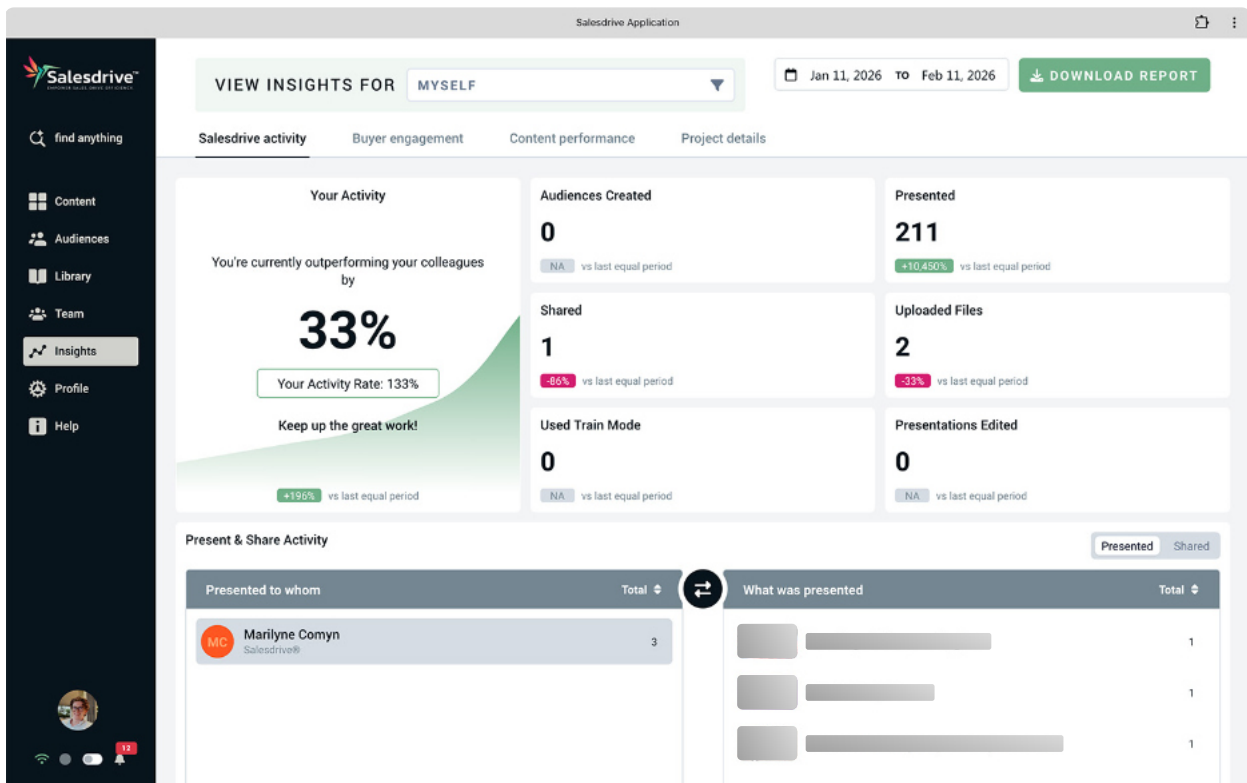 Salesdrive Application
Salesdrive™
find anything
Content
Audiences
Library
Team
Insights
Profile
Help
12
VIEW INSIGHTS FOR MYSELF
Jan 11, 2026 TO Feb 11, 2026
DOWNLOAD REPORT
Salesdrive activity Buyer engagement Content performance Project details
Your Activity
You're currently outperforming your colleagues
by
33%
Your Activity Rate: 133%
Keep up the great work!
+196% vs last equal period
Audiences Created
0
NA vs last equal period
Presented
211
+10,450% vs last equal period
Shared
1
-86% vs last equal period
Uploaded Files
2
-33% vs last equal period
Used Train Mode
0
NA vs last equal period
Presentations Edited
0
NA vs last equal period
Present & Share Activity
Presented Shared
Presented to whom Total
MC Marilyne Comyn 3
Salesdrive®
What was presented Total
1
1
1